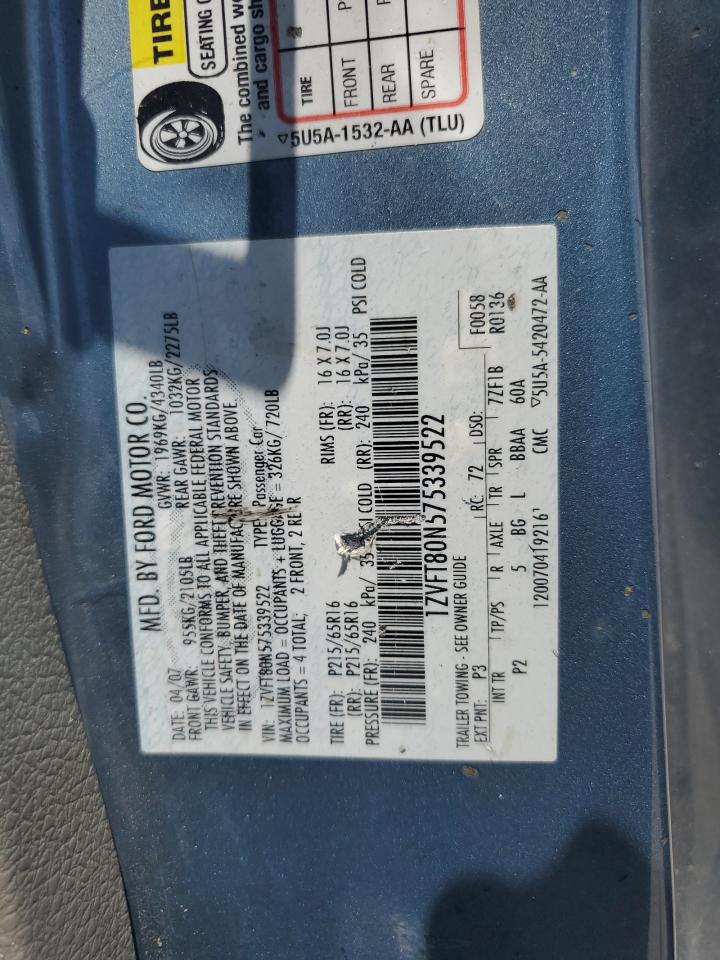 TIRE
SEATING
The combined
and cargo
TIRE
FRONT
REAR
SPARE
5U5A-1532-AA (TLU)
MFD. BY FORD MOTOR CO.
DATE: 04/07 GVWR: 1969KG/4340LB
FRONT GAWR: 955KG/2105LB REAR GAWR: 1032KG/2275LB
THIS VEHICLE CONFORMS TO ALL APPLICABLE FEDERAL MOTOR
VEHICLE SAFETY, BUMPER, AND THEFT PREVENTION STANDARDS
IN EFFECT ON THE DATE OF MANUFACTURE SHOWN ABOVE.
VIN: 1ZVFT80N575339522 TYPE: Passenger Car
MAXIMUM LOAD = OCCUPANTS + LUGGAGE = 326KG/ 720LB
OCCUPANTS = 4 TOTAL; 2 FRONT, 2 REAR
TIRE (FR): P215/65R16 RIMS (FR): 16 X 7.0J
(RR): P215/65R16 (RR): 16 X 7.0J
PRESSURE (FR): 240 kPa/ 35 PSI COLD (RR): 240 kPa/ 35 PSI COLD
1ZVFT80N575339522
TRAILER TOWING - SEE OWNER GUIDE
EXT PNT: P3 RC: 72 DSO: F0058
INT TR TP/PS R AXLE TR SPR 7ZF1B R0136
P2 5 BG L BBAA 60A
CMC
1200704192161 5U5A-5420472-AA